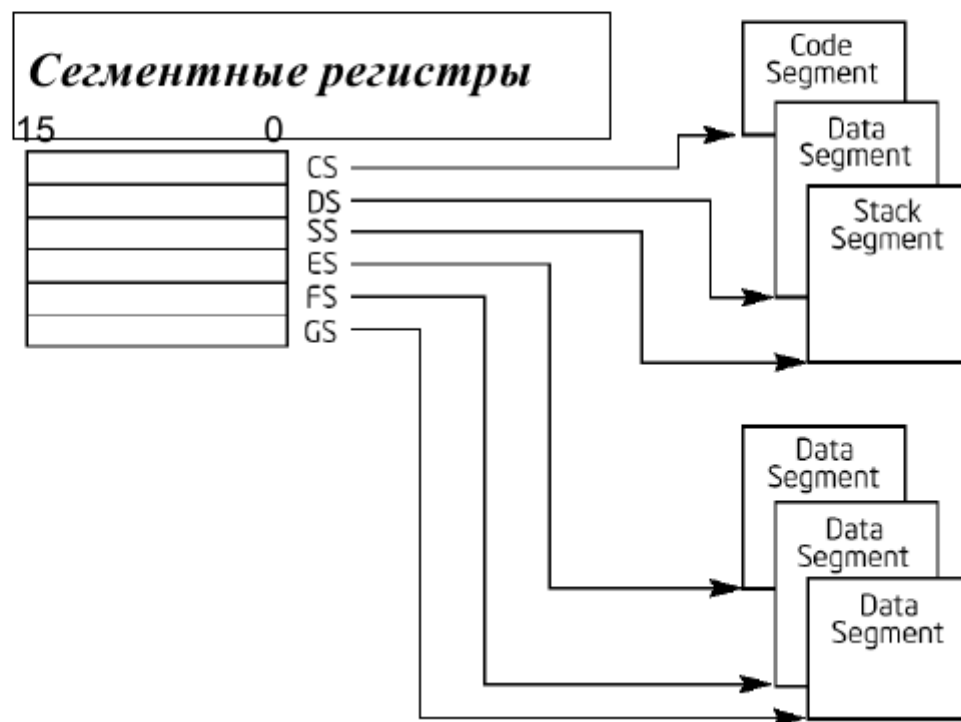 Сегментные регистры
15 0
CS
DS
SS
ES
FS
GS
Code
Segment
Data
Segment
Stack
Segment
Data
Segment
Data
Segment
Data
Segment